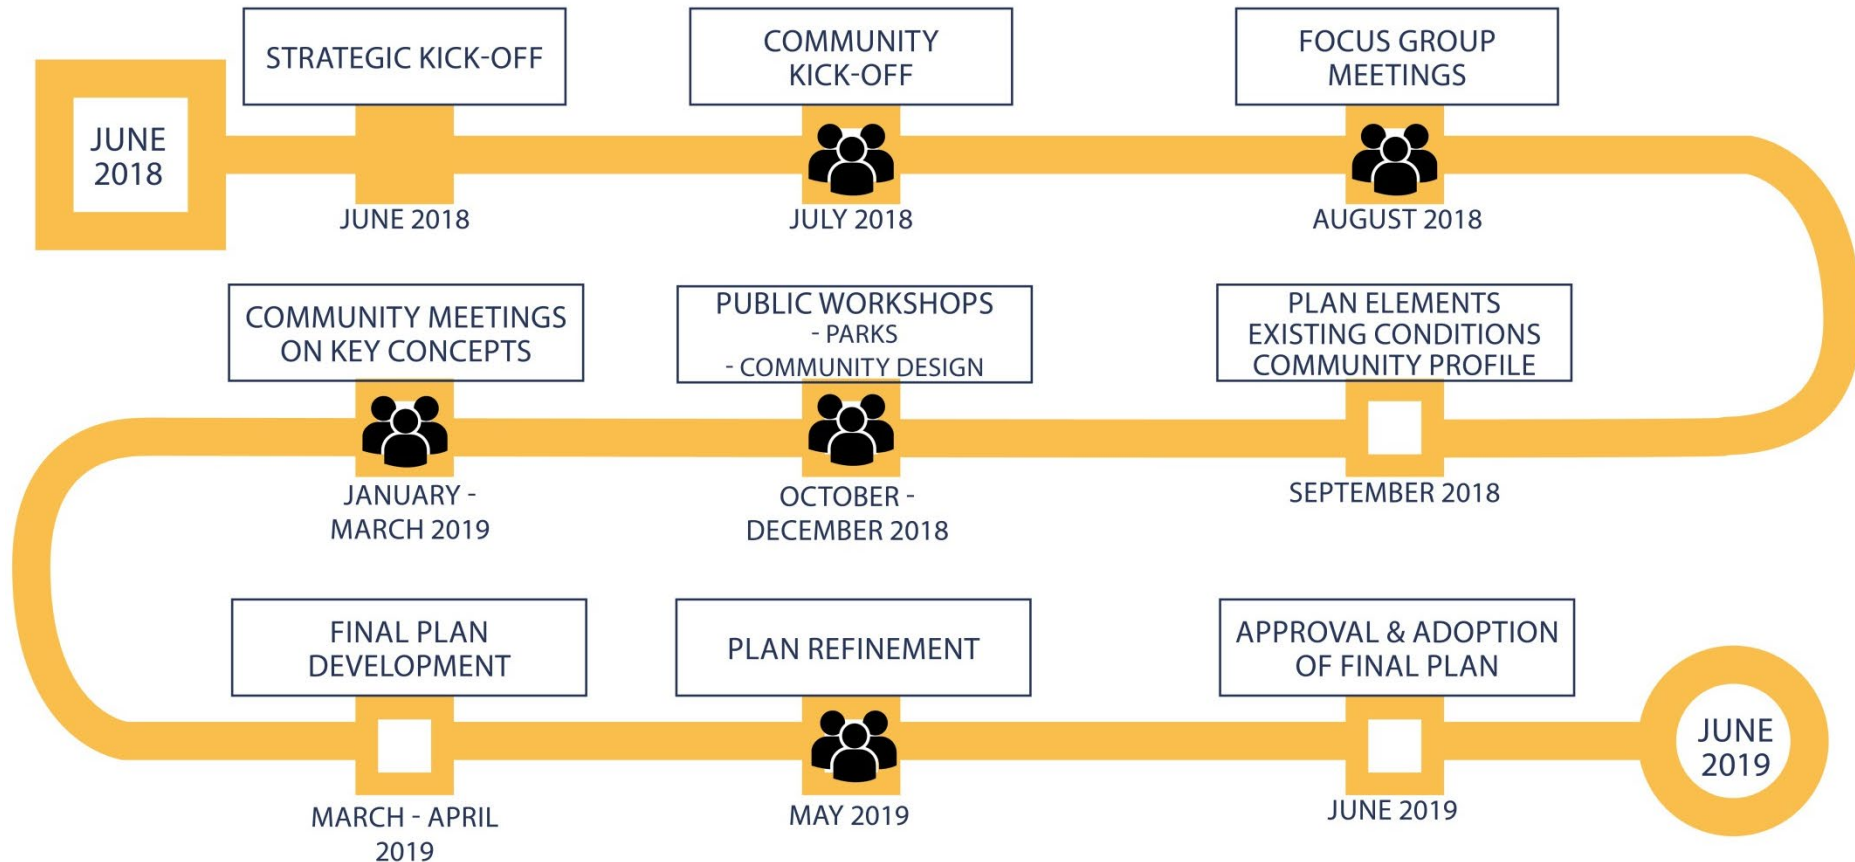 JUNE
2018
STRATEGIC KICK-OFF
JUNE 2018
COMMUNITY
KICK-OFF
JULY 2018
FOCUS GROUP
MEETINGS
AUGUST 2018
PLAN ELEMENTS
EXISTING CONDITIONS
COMMUNITY PROFILE
SEPTEMBER 2018
PUBLIC WORKSHOPS
- PARKS
- COMMUNITY DESIGN
OCTOBER -
DECEMBER 2018
COMMUNITY MEETINGS
ON KEY CONCEPTS
JANUARY -
MARCH 2019
FINAL PLAN
DEVELOPMENT
MARCH - APRIL
2019
PLAN REFINEMENT
MAY 2019
APPROVAL & ADOPTION
OF FINAL PLAN
JUNE 2019
JUNE
2019